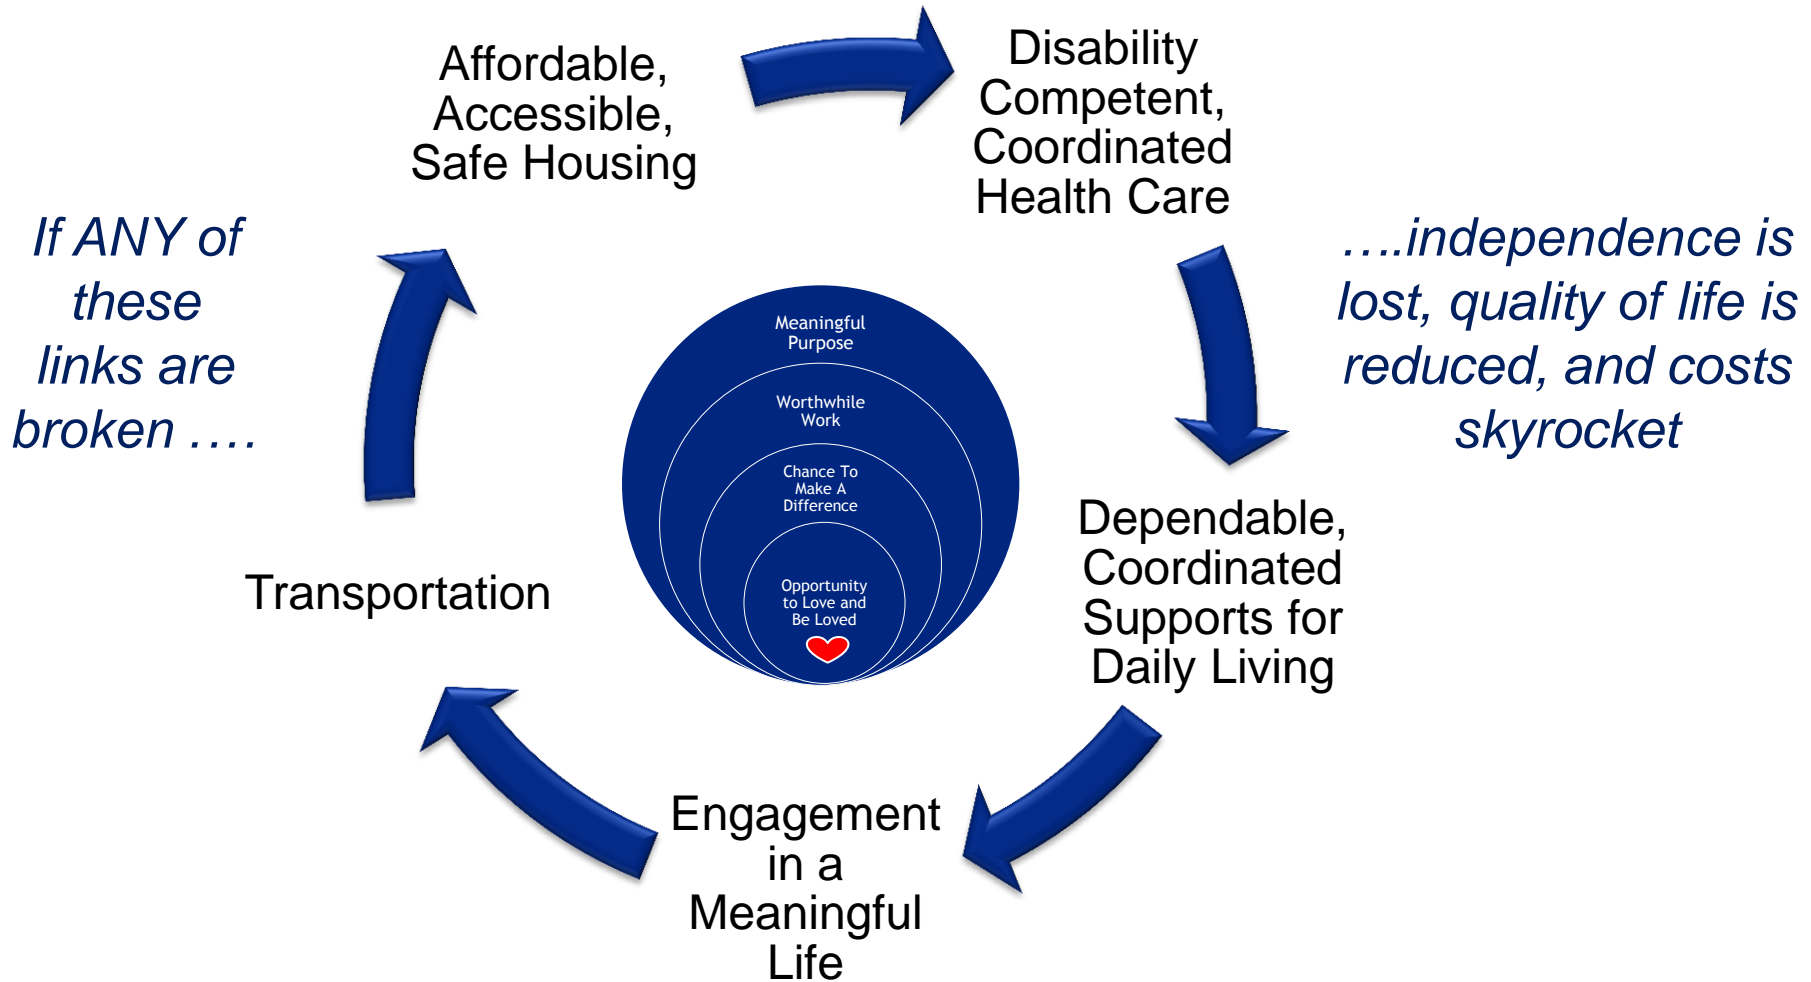 Affordable,
Accessible,
Safe Housing
Disability
Competent,
Coordinated
Health Care
If ANY of
these
links are
broken ….
….independence is
lost, quality of life is
reduced, and costs
skyrocket
Meaningful
Purpose
Worthwhile
Work
Chance To
Make A
Difference
Opportunity
to Love and
Be Loved
Dependable,
Coordinated
Supports for
Daily Living
Transportation
Engagement
in a
Meaningful
Life